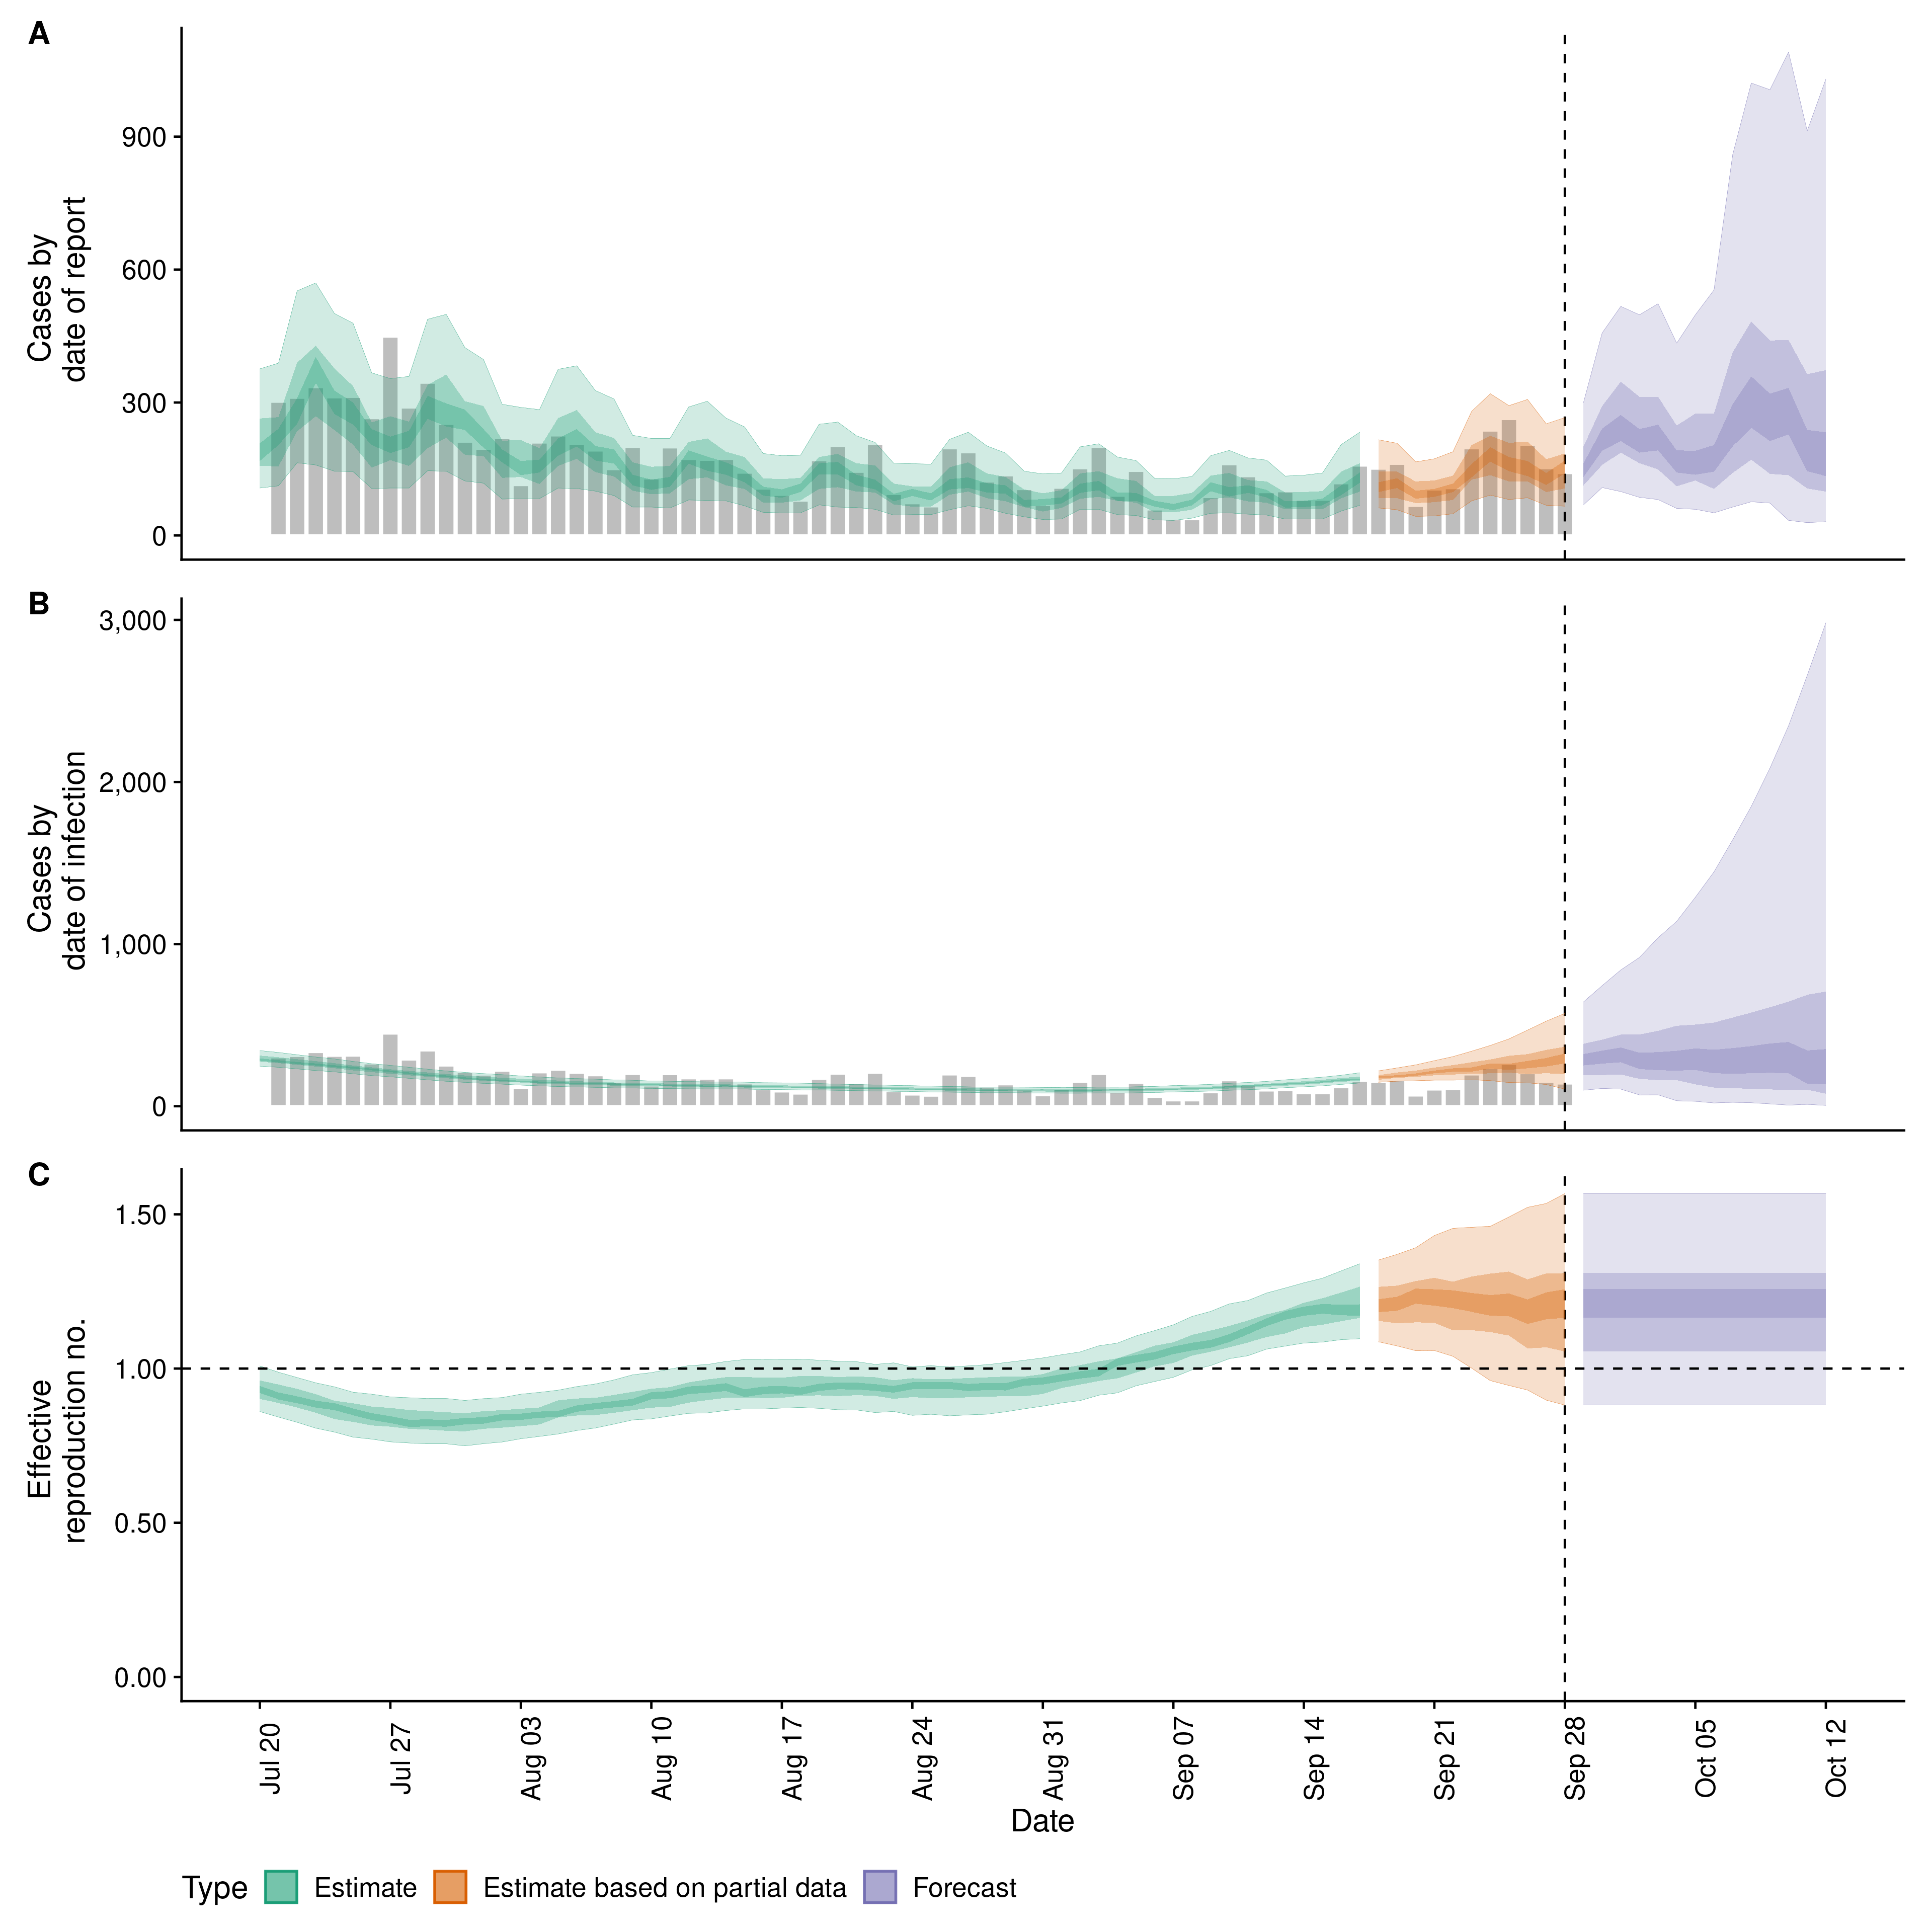 A
Cases by
date of report
900
600
300
0
B
Cases by
date of infection
3,000
2,000
1,000
0
C
Effective
reproduction no.
1.50
1.00
0.50
0.00
Jul 20
Jul 27
Aug 03
Aug 10
Aug 17
Aug 24
Aug 31
Sep 07
Sep 14
Sep 21
Sep 28
Oct 05
Oct 12
Date
Type Estimate Estimate based on partial data Forecast